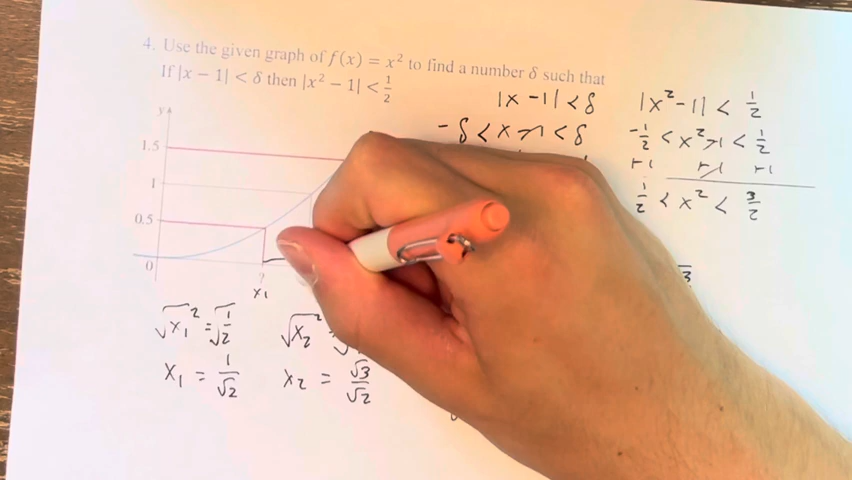 4. Use the given graph of f(x) = x² to find a number δ such that
If |x − 1| < δ then |x² − 1| < 1/2
|x -1| < δ
-δ < x -1 < δ
|x²-1| < 1/2
-1/2 < x²-1 < 1/2
+1 +1 +1
1/2 < x² < 3/2
y
1.5
1
0.5
0
?
x₁
√x₁² = √1/2
√x₂²
x₁ = 1/√2
x₂ = √3/√2